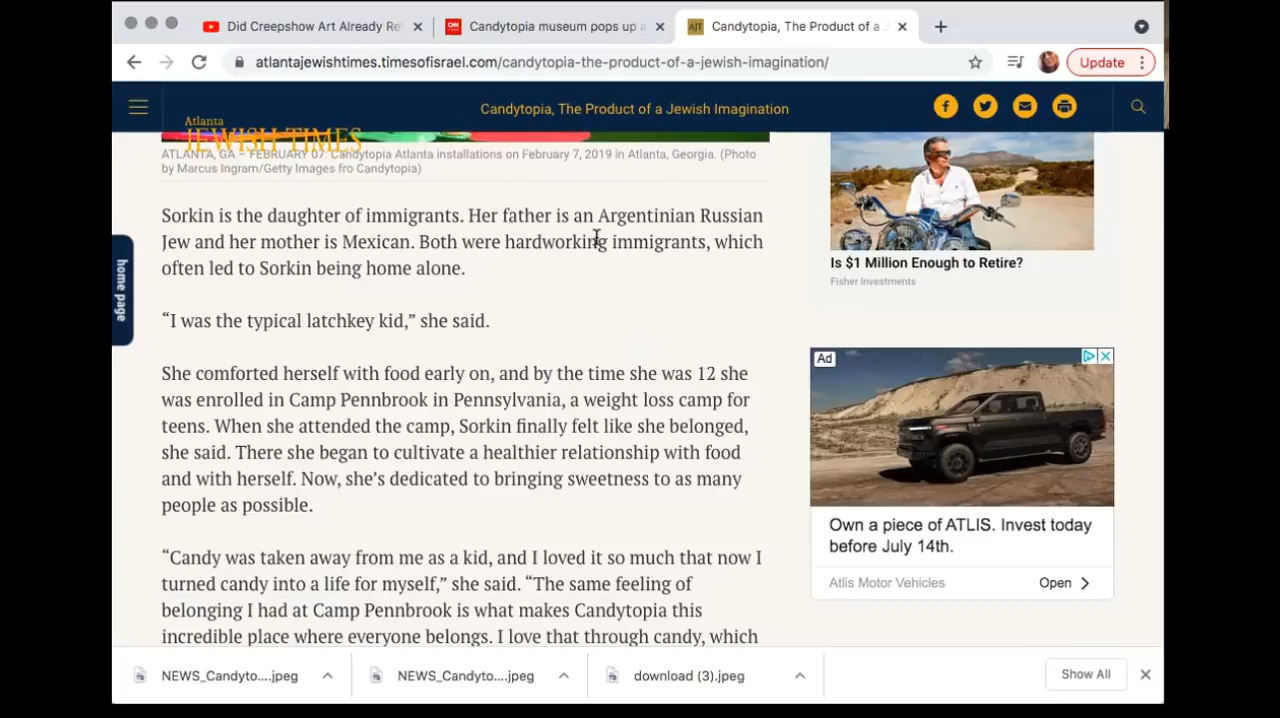 Did Creepshow Art Already Re
Candytopia museum pops up a
AJT
Candytopia, The Product of a
atlantajewishtimes.timesofisrael.com/candytopia-the-product-of-a-jewish-imagination/
Update
Atlanta
JEWISH TIMES
Candytopia, The Product of a Jewish Imagination
ATLANTA, GA – FEBRUARY 07: Candytopia Atlanta installations on February 7, 2019 in Atlanta, Georgia. (Photo
by Marcus Ingram/Getty Images fro Candytopia)
home page
Sorkin is the daughter of immigrants. Her father is an Argentinian Russian
Jew and her mother is Mexican. Both were hardworking immigrants, which
often led to Sorkin being home alone.
“I was the typical latchkey kid,” she said.
She comforted herself with food early on, and by the time she was 12 she
was enrolled in Camp Pennbrook in Pennsylvania, a weight loss camp for
teens. When she attended the camp, Sorkin finally felt like she belonged,
she said. There she began to cultivate a healthier relationship with food
and with herself. Now, she’s dedicated to bringing sweetness to as many
people as possible.
“Candy was taken away from me as a kid, and I loved it so much that now I
turned candy into a life for myself,” she said. “The same feeling of
belonging I had at Camp Pennbrook is what makes Candytopia this
incredible place where everyone belongs. I love that through candy, which
Is $1 Million Enough to Retire?
Fisher Investments
Ad
Own a piece of ATLIS. Invest today
before July 14th.
Atlis Motor Vehicles
Open
NEWS_Candyto....jpeg
NEWS_Candyto....jpeg
download (3).jpeg
Show All